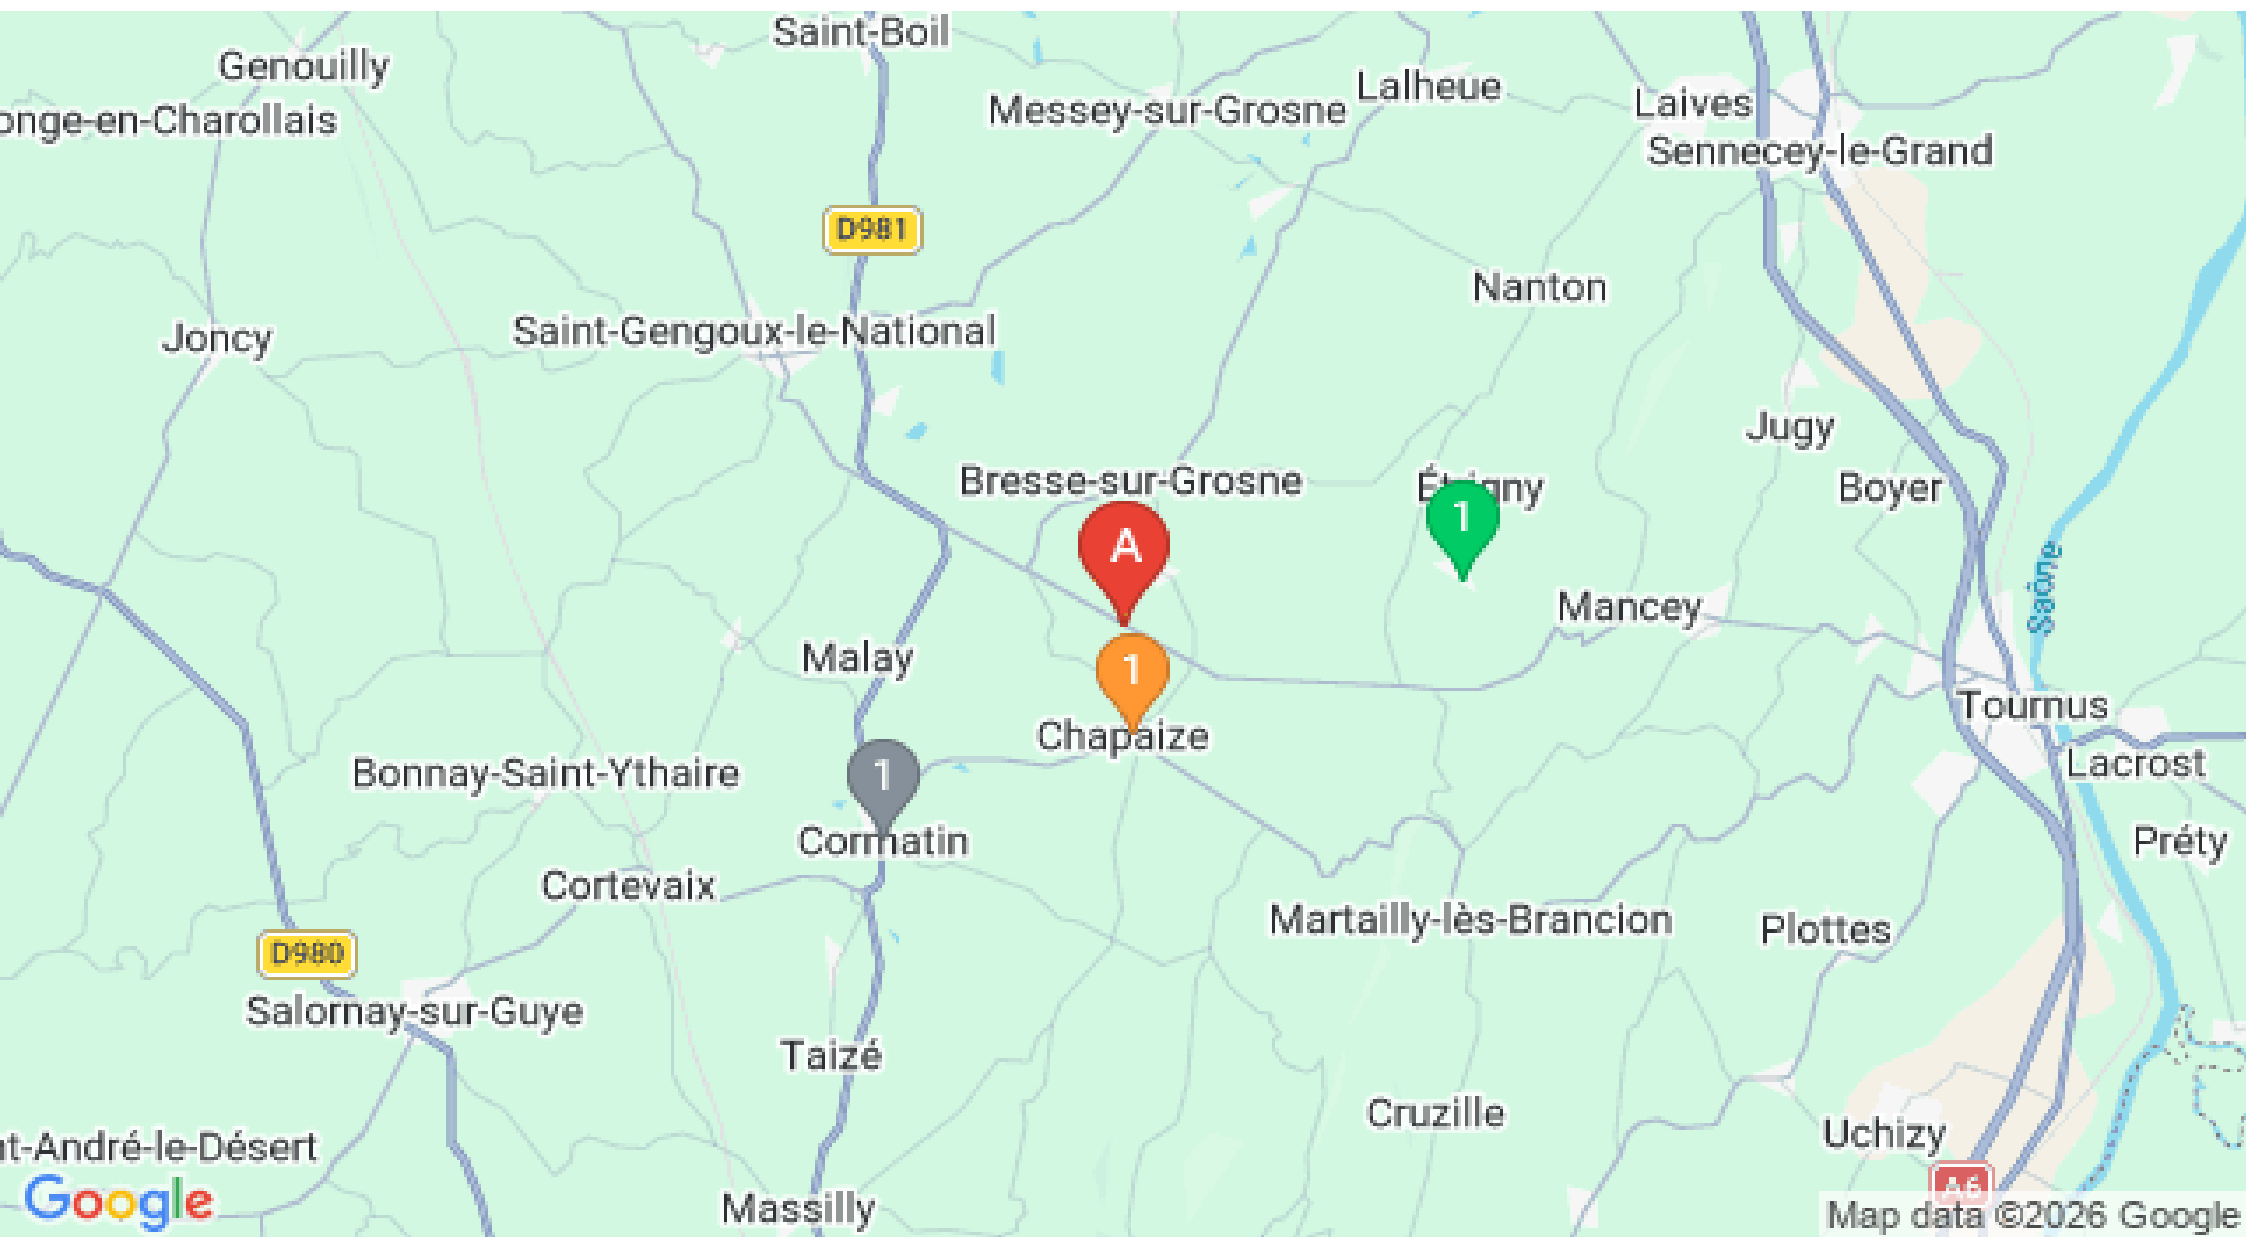 Saint-Boil
Genouilly
Lalheue
Messey-sur-Grosne
Laives
onge-en-Charollais
Sennecey-le-Grand
D981
Nanton
Saint-Gengoux-le-National
Joncy
Jugy
Bresse-sur-Grosne
Étrigny
Boyer
1
A
Saône
Mancey
Malay
1
Tournus
Chapaize
Lacrost
Bonnay-Saint-Ythaire
1
Cormatin
Préty
Cortevaix
Martailly-lès-Brancion
Plottes
D980
Salornay-sur-Guye
Taizé
Cruzille
Uchizy
nt-André-le-Désert
A6
Google
Massilly
Map data ©2026 Google